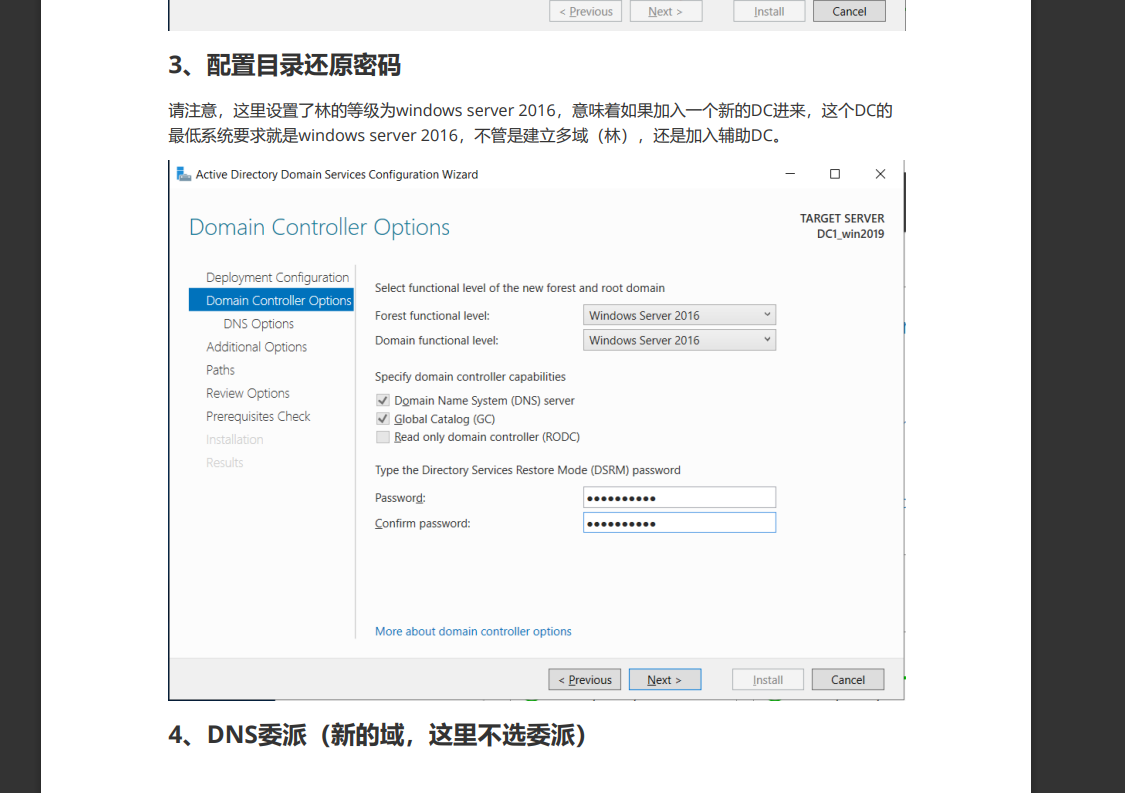 < Previous Next > Install Cancel
3、配置目录还原密码
请注意，这里设置了林的等级为windows server 2016，意味着如果加入一个新的DC进来，这个DC的
最低系统要求就是windows server 2016，不管是建立多域（林），还是加入辅助DC。
Active Directory Domain Services Configuration Wizard
Domain Controller Options
TARGET SERVER
DC1_win2019
Deployment Configuration
Domain Controller Options
DNS Options
Additional Options
Paths
Review Options
Prerequisites Check
Installation
Results
Select functional level of the new forest and root domain
Forest functional level: Windows Server 2016
Domain functional level: Windows Server 2016
Specify domain controller capabilities
Domain Name System (DNS) server
Global Catalog (GC)
Read only domain controller (RODC)
Type the Directory Services Restore Mode (DSRM) password
Password: ●●●●●●●●●●
Confirm password: ●●●●●●●●●●
More about domain controller options
< Previous Next > Install Cancel
4、DNS委派（新的域，这里不选委派）